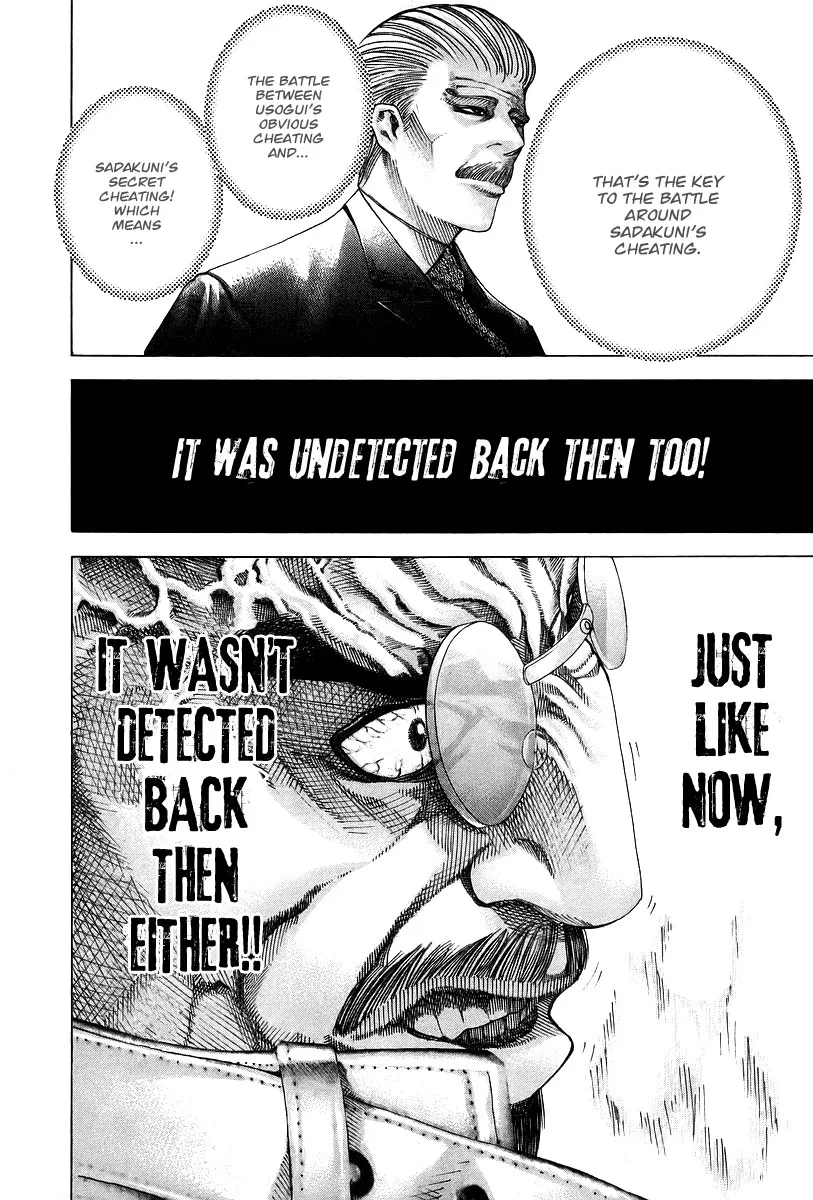 THAT'S THE KEY
TO THE BATTLE
AROUND
SADAKUNI'S
CHEATING.
THE BATTLE
BETWEEN
USOGUI'S
OBVIOUS
CHEATING
AND...
SADAKUNI'S
SECRET
CHEATING!
WHICH
MEANS
...
IT WAS UNDETECTED BACK THEN TOO!
JUST
LIKE
NOW,
IT WASN'T
DETECTED
BACK
THEN
EITHER!!